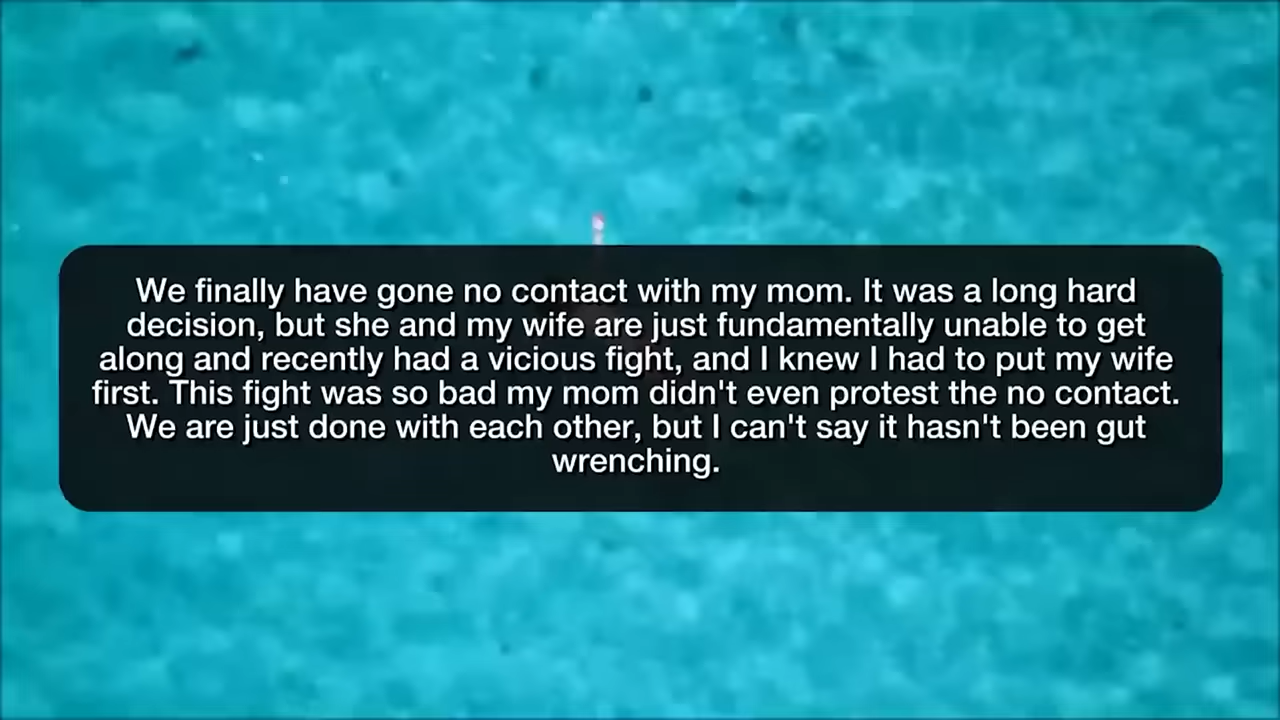 We finally have gone no contact with my mom. It was a long hard
decision, but she and my wife are just fundamentally unable to get
along and recently had a vicious fight, and I knew I had to put my wife
first. This fight was so bad my mom didn't even protest the no contact.
We are just done with each other, but I can't say it hasn't been gut
wrenching.